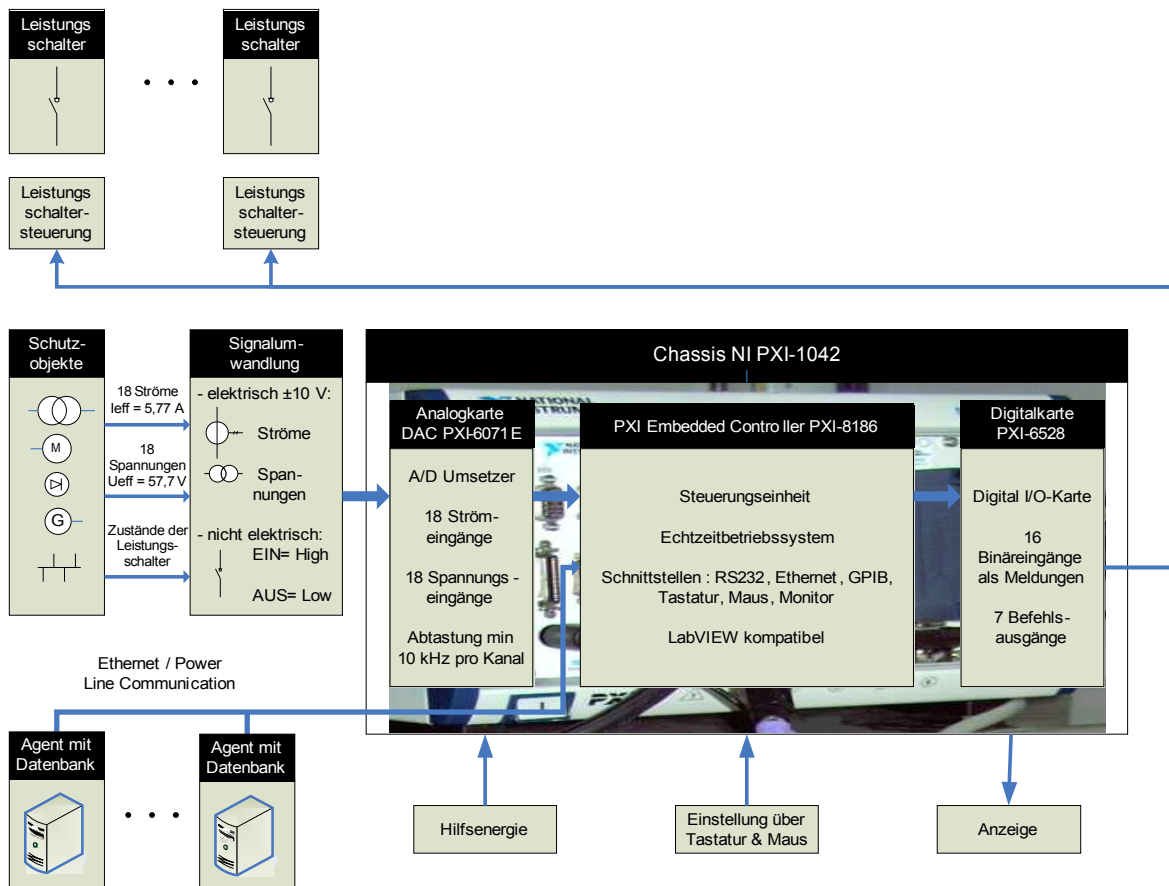 Leistungs
schalter
Leistungs
schalter
. . .
Leistungs
schalter-
steuerung
Leistungs
schalter-
steuerung
Schutz-
objekte
M
G
18 Ströme
Ieff = 5,77 A
18
Spannungen
Ueff = 57,7 V
Zustände der
Leistungs-
schalter
Signalum-
wandlung
- elektrisch ±10 V:
Ströme
Span-
nungen
- nicht elektrisch:
EIN= High
AUS= Low
Chassis NI PXI-1042
NATIONAL
INSTRUM
Analogkarte
DAC PXI-6071E
A/D Umsetzer
18 Ström-
eingänge
18 Spannungs -
eingänge
Abtastung min
10 kHz pro Kanal
PXI Embedded Controller PXI-8186
Steuerungseinheit
Echtzeitbetriebssystem
Schnittstellen : RS232 , Ethernet , GPIB,
Tastatur, Maus, Monitor
LabVIEW kompatibel
Digitalkarte
PXI-6528
Digital I/O-Karte
16
Binäreingänge
als Meldungen
7 Befehls-
ausgänge
Ethernet / Power
Line Communication
Agent mit
Datenbank
. . .
Agent mit
Datenbank
Hilfsenergie
Einstellung über
Tastatur & Maus
Anzeige